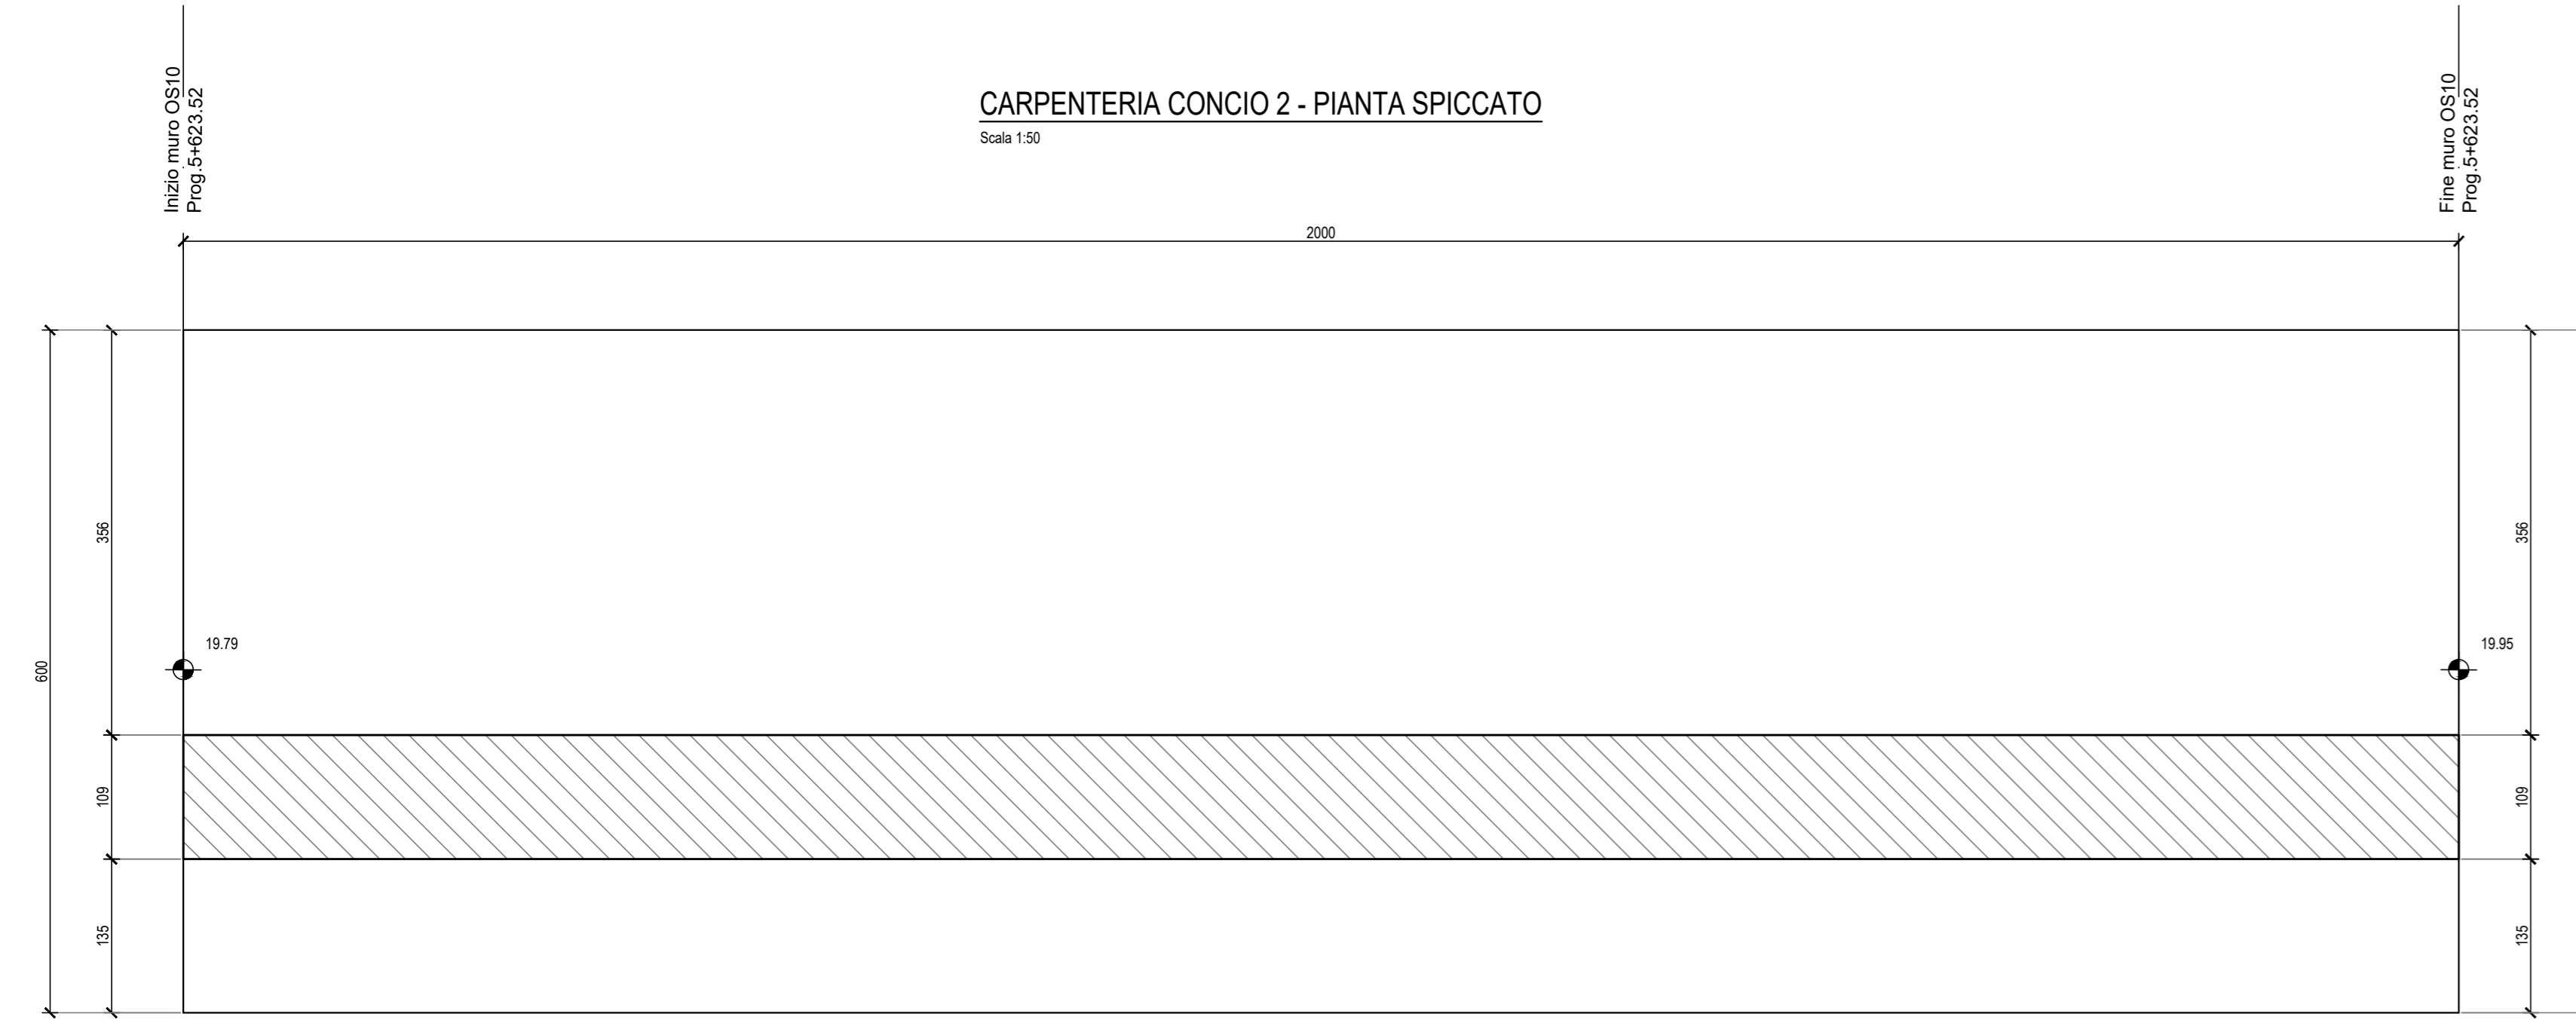 Inizio muro OS10
Prog.5+623.52
CARPENTERIA CONCIO 2 - PIANTA SPICCATO
Scala 1:50
Fine muro OS10
Prog.5+623.52
2000
356
356
19.79
19.95
600
109
109
135
135